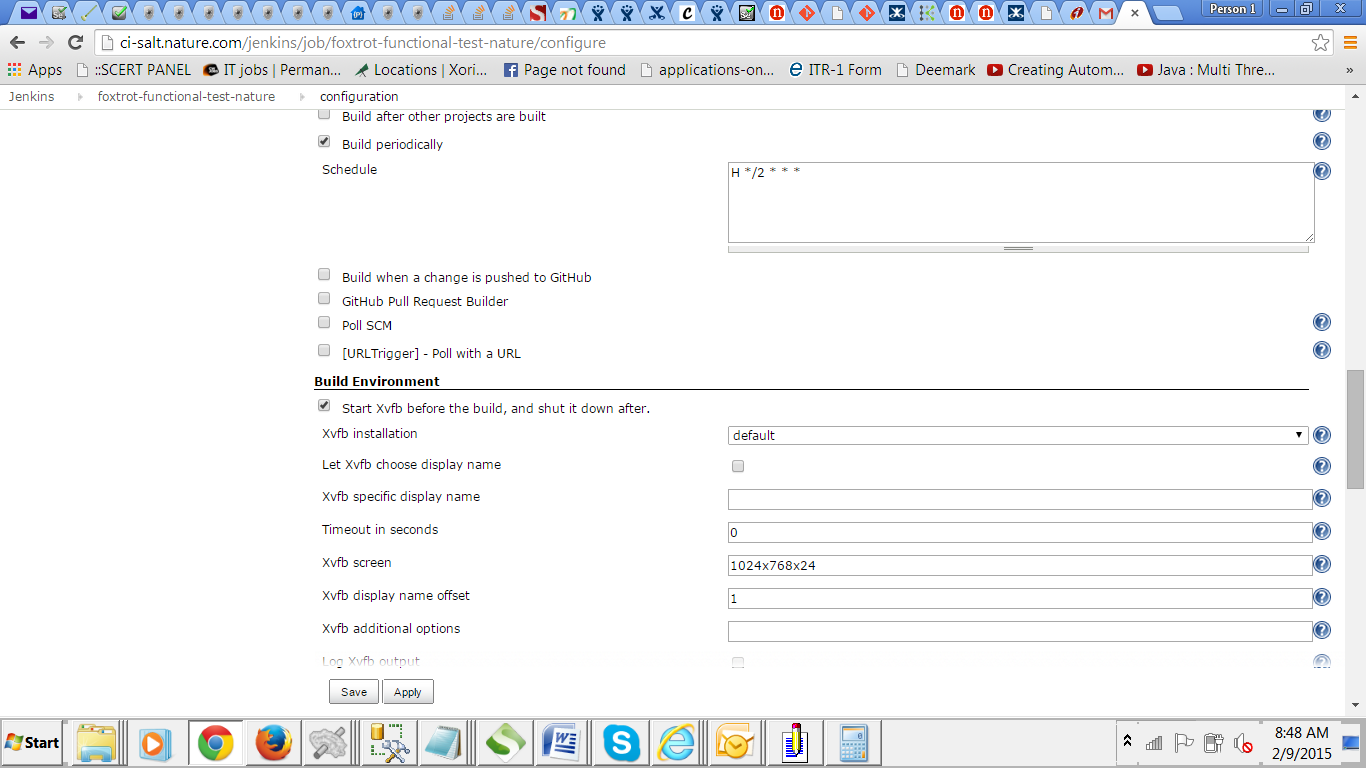 Person 1
ci-salt.nature.com/jenkins/job/foxtrot-functional-test-nature/configure
Apps
::SCERT PANEL
IT jobs | Perman...
Locations | Xori...
Page not found
applications-on...
ITR-1 Form
Deemark
Creating Autom...
Java : Multi Thre...
»
Jenkins
foxtrot-functional-test-nature
configuration
Build after other projects are built
Build periodically
Schedule
H */2 * * *
Build when a change is pushed to GitHub
GitHub Pull Request Builder
Poll SCM
[URLTrigger] - Poll with a URL
Build Environment
Start Xvfb before the build, and shut it down after.
Xvfb installation
default
Let Xvfb choose display name
Xvfb specific display name
Timeout in seconds
0
Xvfb screen
1024x768x24
Xvfb display name offset
1
Xvfb additional options
Log Xvfb output
Save
Apply
Start
8:48 AM
2/9/2015